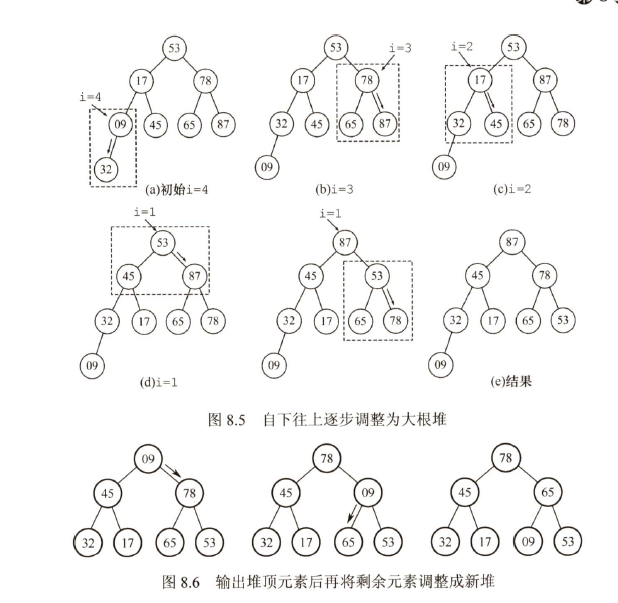 53 53 53
i=3 i=2
17 78 17 78 17 87
i=4
09 45 65 87 32 45 65 87 32 45 65 78
32 09 09
(a)初始i=4 (b)i=3 (c)i=2
i=1 i=1
53 87 87
45 87 45 53 45 78
32 17 65 78 32 17 65 78 32 17 65 53
09 09 09
(d)i=1 (e)结果
图 8.5 自下往上逐步调整为大根堆
09 78 78
45 78 45 09 45 65
32 17 65 53 32 17 65 53 32 17 09 53
图 8.6 输出堆顶元素后再将剩余元素调整成新堆